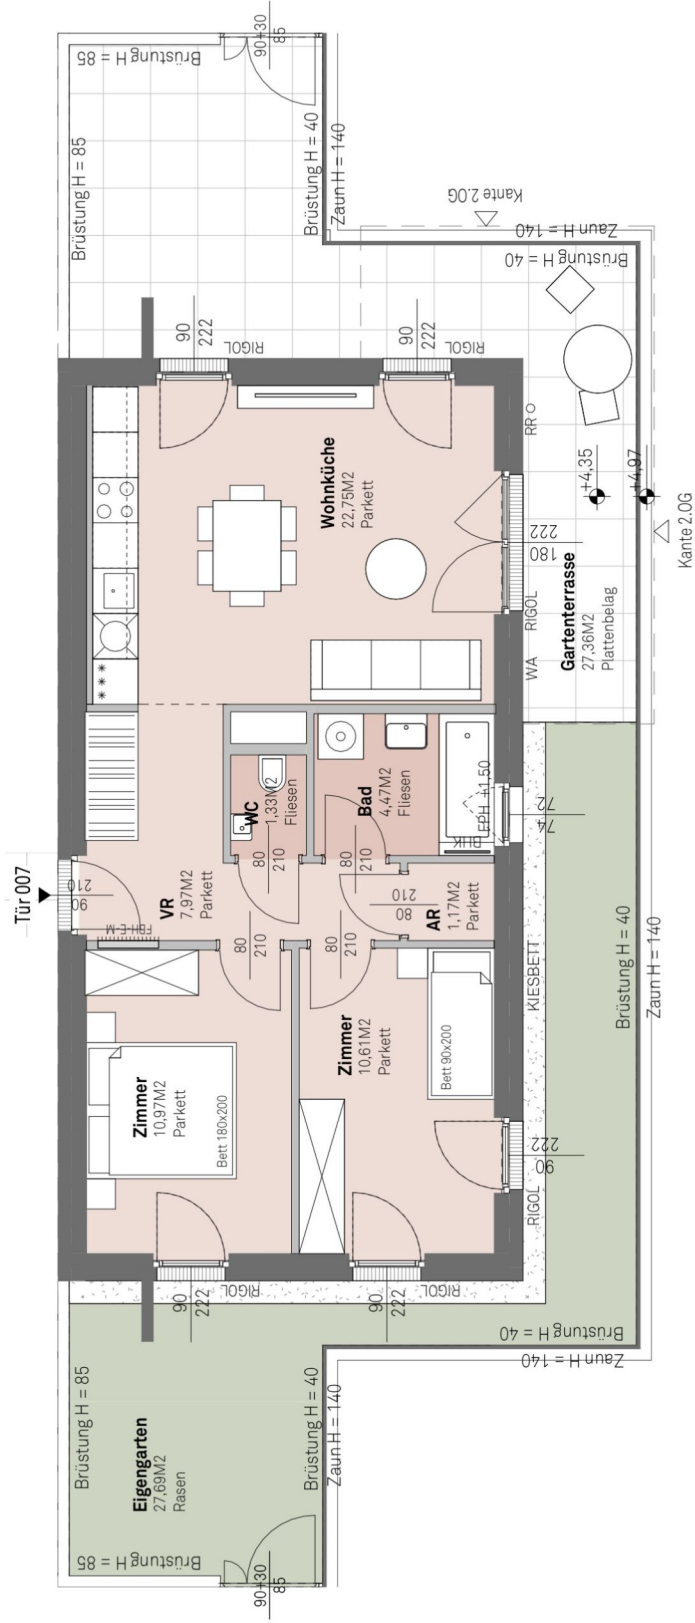 90+30
85
Brüstung H = 85
Brüstung H = 85
Brüstung H = 40
Zaun H = 140
Kante 2.OG
Zaun H = 140
Brüstung H = 40
90
222
RIGOL
90
222
RIGOL
RR
Wohnküche
22,75M2
Parkett
+4,35
+4,97
Kante 2.OG
180
222
RIGOL
WA
Gartenterrasse
27,36M2
Plattenbelag
***
WC
1,33M2
Fliesen
Bad
4,47M2
Fliesen
FPH +1,50
BHK
74
72
80
210
80
210
Tür 007
90
210
FBH-E-M
VR
7,97M2
Parkett
80
210
AR
1,17M2
Parkett
80
210
80
210
KIESBETT
Brüstung H = 40
Zaun H = 140
Zimmer
10,97M2
Parkett
Bett 180x200
Zimmer
10,61M2
Parkett
Bett 90x200
90
222
RIGOL
90
222
RIGOL
90
222
RIGOL
Brüstung H = 40
Zaun H = 140
Brüstung H = 85
Brüstung H = 40
Zaun H = 140
Eigengarten
27,69M2
Rasen
Brüstung H = 85
90+30
85